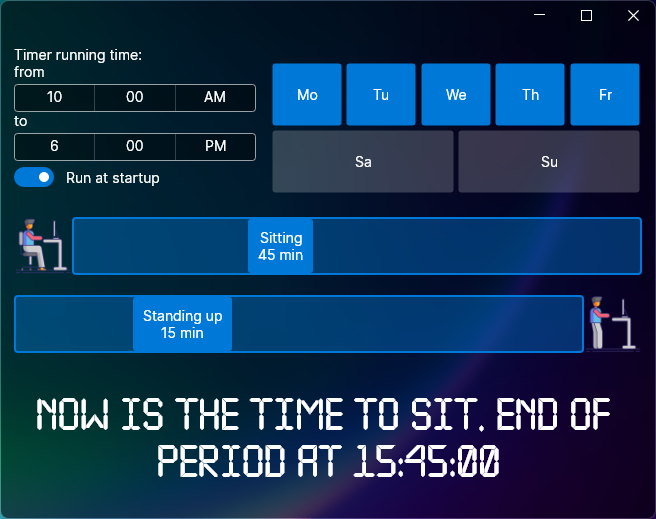 Timer running time:
from
10 00 AM
to
6 00 PM
Run at startup
Mo Tu We Th Fr
Sa Su
Sitting
45 min
Standing up
15 min
NOW IS THE TIME TO SIT. END OF
PERIOD AT 15:45:00